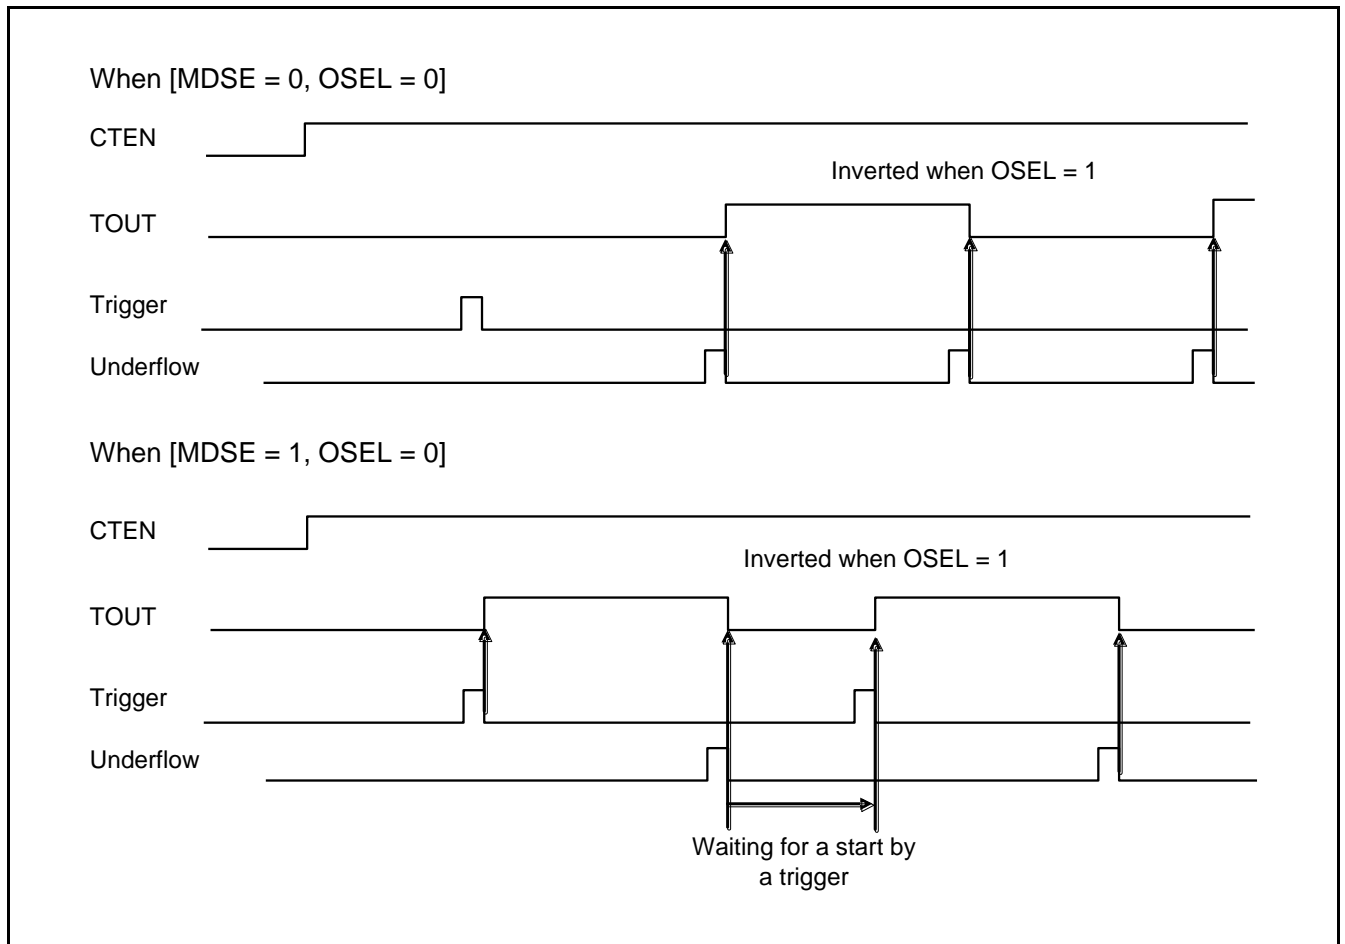 When [MDSE = 0, OSEL = 0]
CTEN
Inverted when OSEL = 1
TOUT
Trigger
Underflow
When [MDSE = 1, OSEL = 0]
CTEN
Inverted when OSEL = 1
TOUT
Trigger
Underflow
Waiting for a start by
a trigger